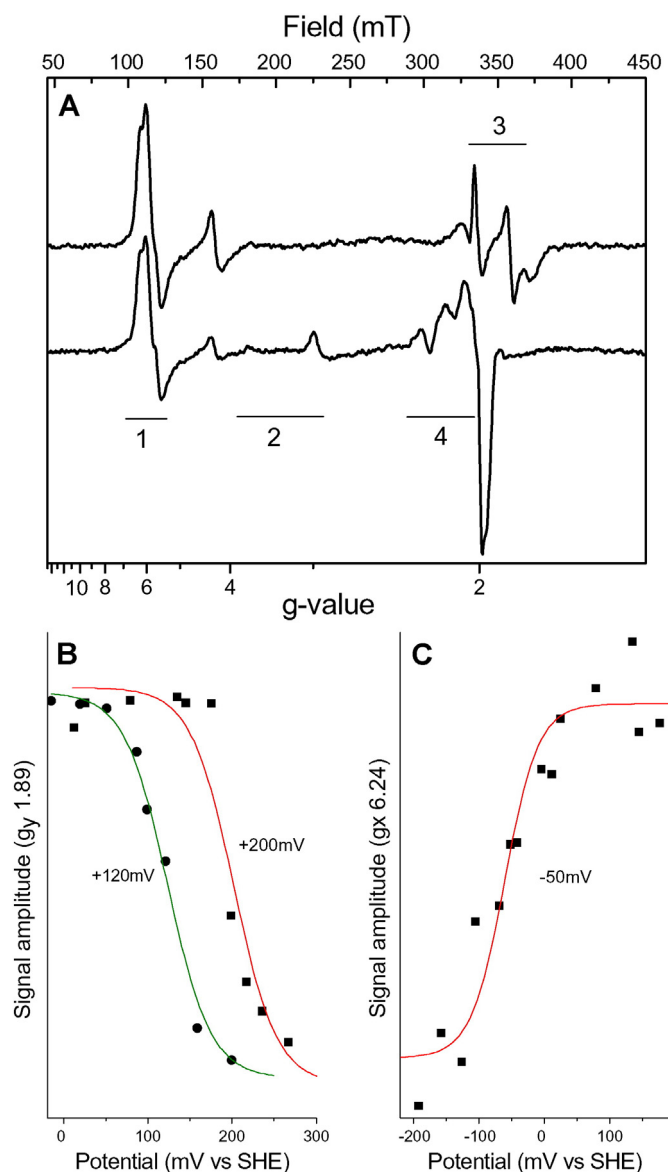 Field (mT)
50 100 150 200 250 300 350 400 450
A
3
1 2 4
10 8 6 4 2
g-value
B
C
Signal amplitude (gy 1.89)
+120mV
+200mV
Signal amplitude (gx 6.24)
-50mV
0 100 200 300
-200 -100 0 100
Potential (mV vs SHE)
Potential (mV vs SHE)